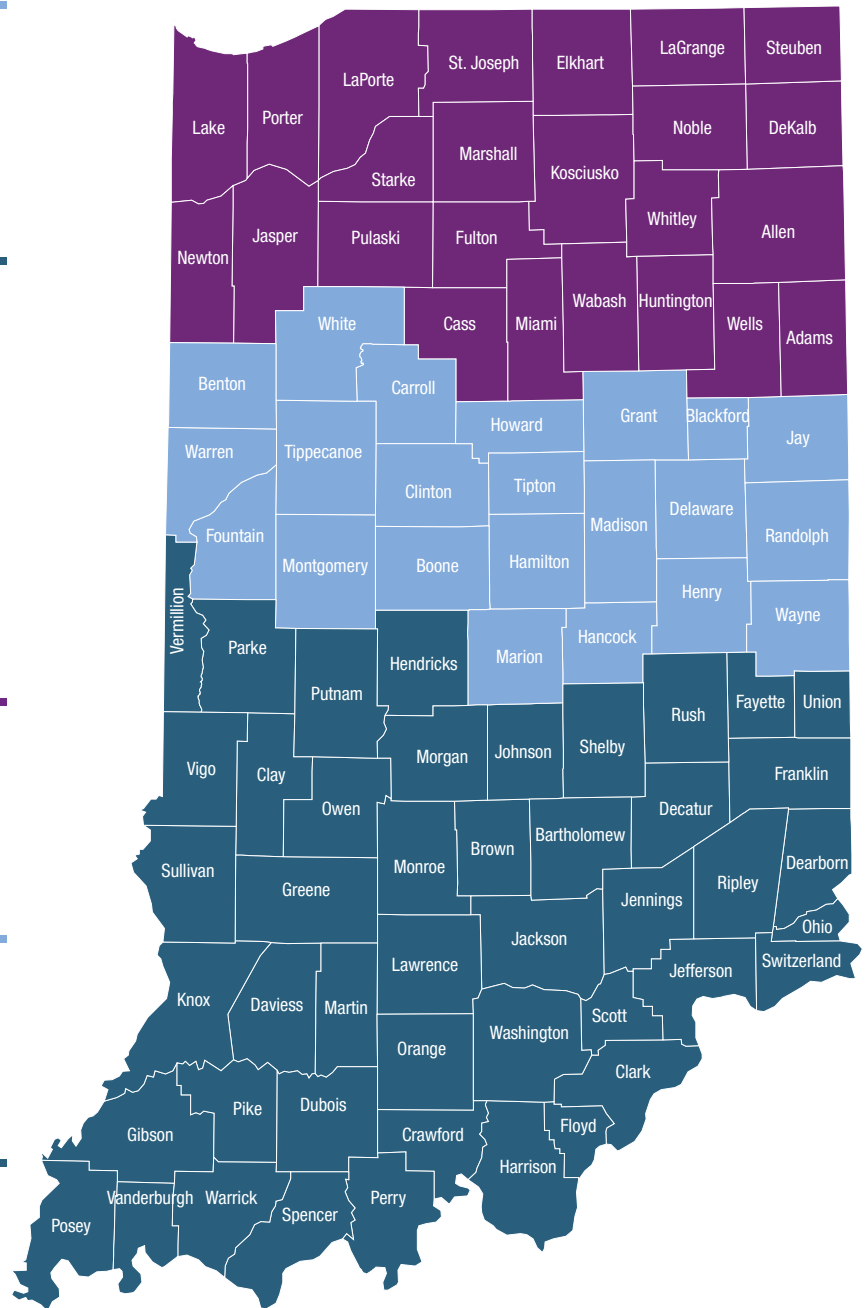 LaGrange
Steuben
St. Joseph
Elkhart
LaPorte
Porter
Lake
Noble
DeKalb
Marshall
Kosciusko
Starke
Whitley
Allen
Jasper
Pulaski
Fulton
Newton
Wabash
Huntington
White
Cass
Miami
Wells
Adams
Benton
Carroll
Grant
Blackford
Howard
Jay
Warren
Tippecanoe
Clinton
Tipton
Madison
Delaware
Randolph
Fountain
Montgomery
Boone
Hamilton
Henry
Wayne
Vermillion
Parke
Hendricks
Marion
Hancock
Putnam
Rush
Fayette
Union
Vigo
Clay
Morgan
Johnson
Shelby
Franklin
Owen
Decatur
Bartholomew
Brown
Monroe
Dearborn
Sullivan
Greene
Ripley
Jennings
Ohio
Jackson
Switzerland
Lawrence
Jefferson
Knox
Daviess
Martin
Scott
Washington
Orange
Clark
Pike
Dubois
Gibson
Crawford
Floyd
Harrison
Vanderburgh
Warrick
Perry
Spencer
Posey